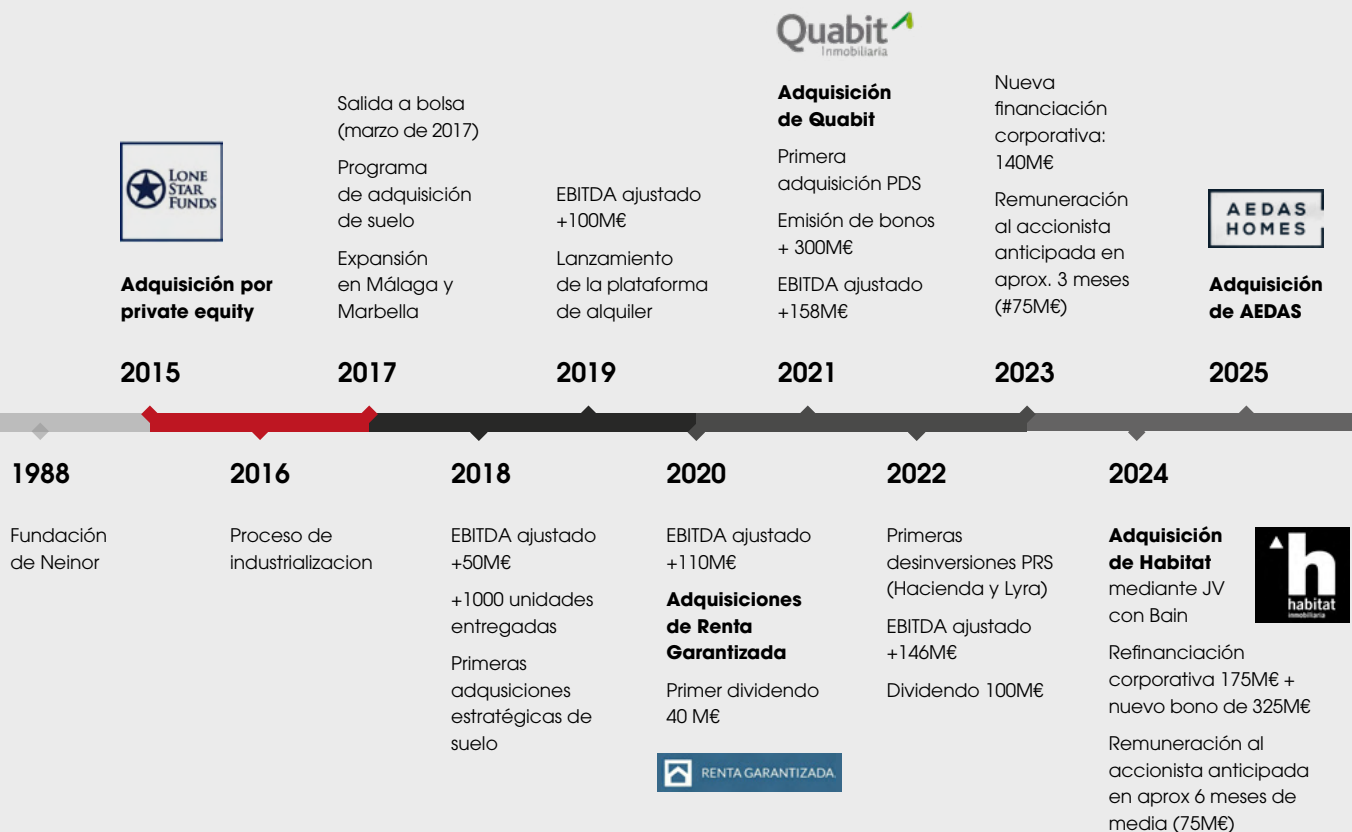 LONE
STAR
FUNDS
Adquisición por
private equity
2015
Salida a bolsa
(marzo de 2017)
Programa
de adquisición
de suelo
Expansión
en Málaga y
Marbella
2017
EBITDA ajustado
+100M€
Lanzamiento
de la plataforma
de alquiler
2019
Quabit
Inmobiliaria
Adquisición
de Quabit
Primera
adquisición PDS
Emisión de bonos
+ 300M€
EBITDA ajustado
+158M€
2021
Nueva
financiación
corporativa:
140M€
Remuneración
al accionista
anticipada en
aprox. 3 meses
(#75M€)
2023
AEDAS
HOMES
Adquisición
de AEDAS
2025
1988
Fundación
de Neinor
2016
Proceso de
industrializacion
2018
EBITDA ajustado
+50M€
+1000 unidades
entregadas
Primeras
adqusiciones
estratégicas de
suelo
2020
EBITDA ajustado
+110M€
Adquisiciones
de Renta
Garantizada
Primer dividendo
40 M€
RENTA GARANTIZADA
2022
Primeras
desinversiones PRS
(Hacienda y Lyra)
EBITDA ajustado
+146M€
Dividendo 100M€
2024
Adquisición
de Habitat
mediante JV
con Bain
h
habitat
inmobiliaria
Refinanciación
corporativa 175M€ +
nuevo bono de 325M€
Remuneración al
accionista anticipada
en aprox 6 meses de
media (75M€)